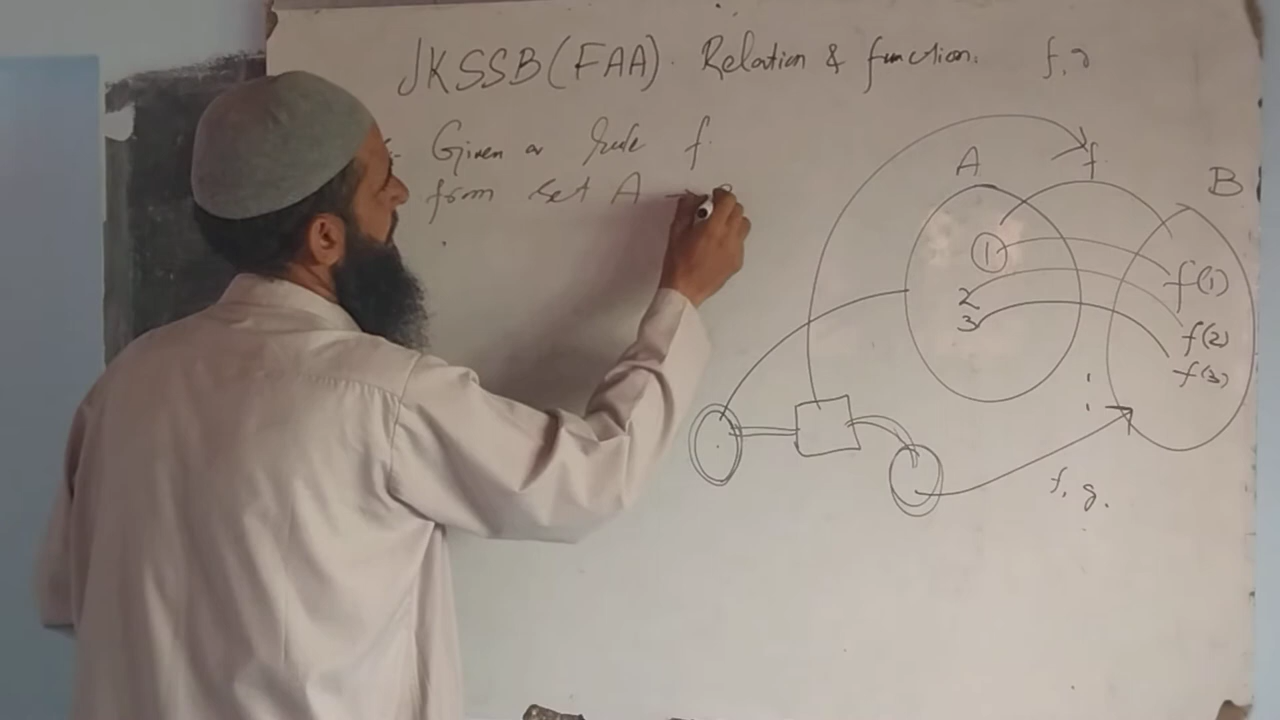 JKSSB(FAA). Relation & function.
f, g
Given a rule f.
from set A →
A
f
B
1
2
3
f(1)
f(2)
f(3)
f, g.